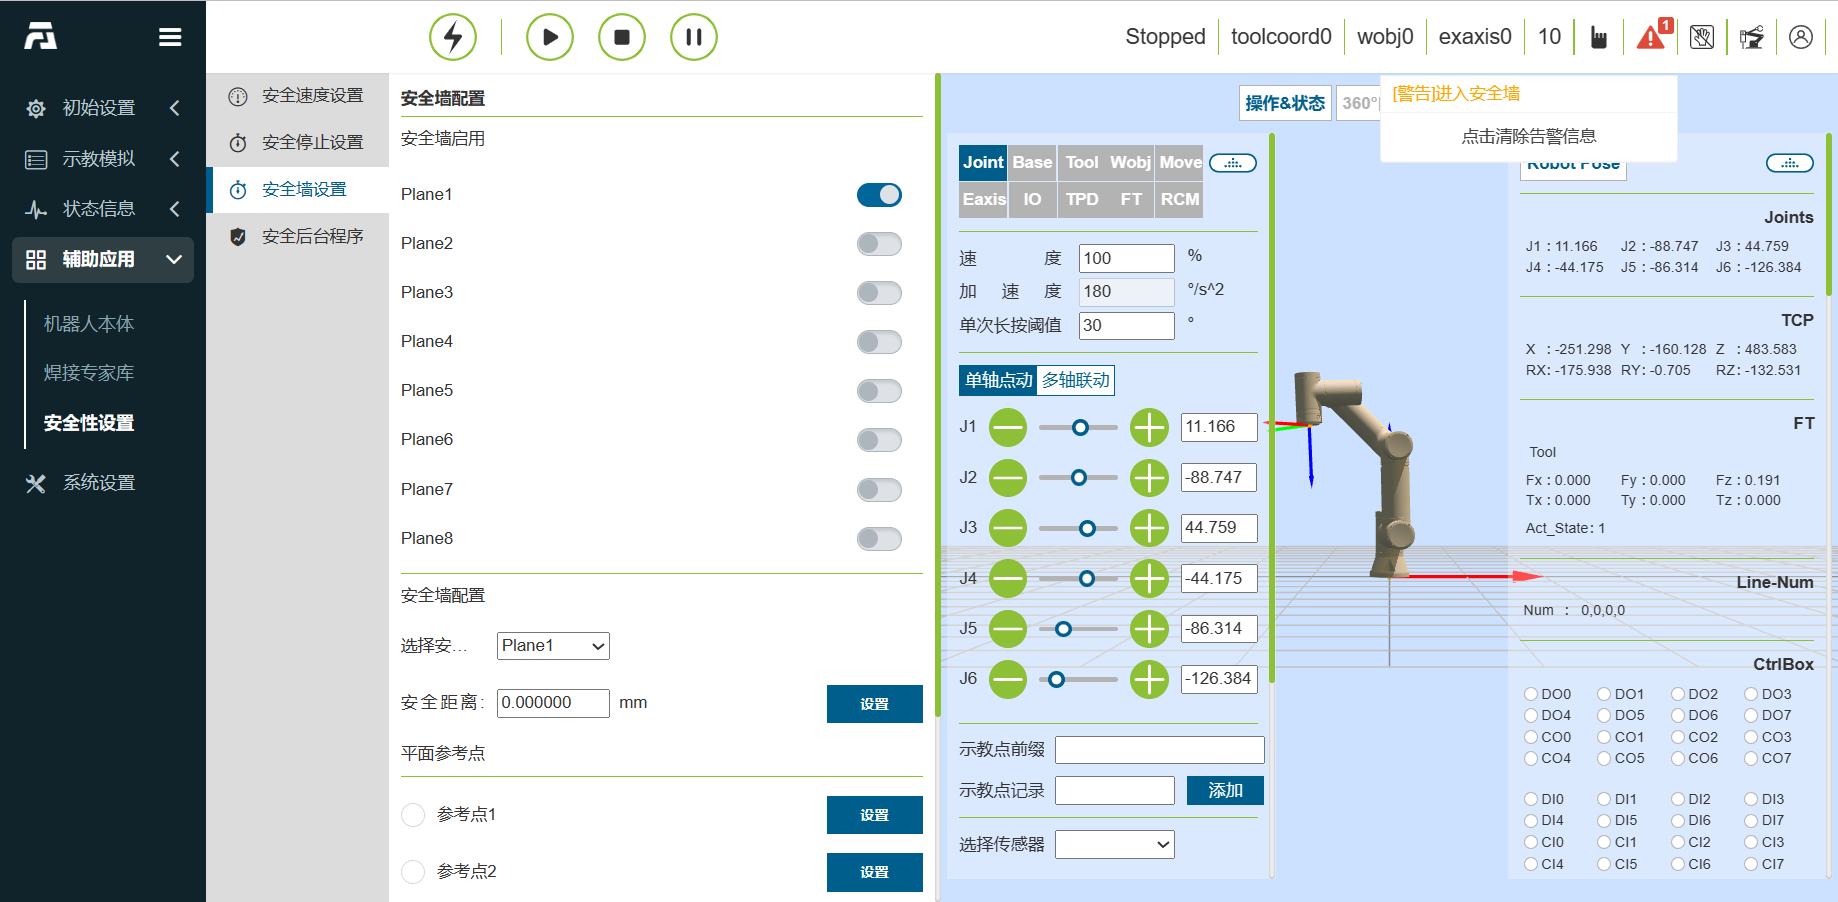 Stopped
toolcoord0
wobj0
exaxis0
10
1
初始设置
示教模拟
状态信息
辅助应用
机器人本体
焊接专家库
安全性设置
系统设置
安全速度设置
安全停止设置
安全墙设置
安全后台程序
安全墙配置
安全墙启用
Plane1
Plane2
Plane3
Plane4
Plane5
Plane6
Plane7
Plane8
安全墙配置
选择安... Plane1
安全距离: 0.000000 mm 设置
平面参考点
参考点1 设置
参考点2 设置
操作&状态 360°
[警告]进入安全墙
点击清除告警信息
Joint Base Tool Wobj Move
Eaxis IO TPD FT RCM
速度 100 %
加速度 180 °/s^2
单次长按阈值 30 °
单轴点动 多轴联动
J1 11.166
J2 -88.747
J3 44.759
J4 -44.175
J5 -86.314
J6 -126.384
示教点前缀
示教点记录 添加
选择传感器
Robot Pose
Joints
J1 : 11.166 J2 : -88.747 J3 : 44.759
J4 : -44.175 J5 : -86.314 J6 : -126.384
TCP
X : -251.298 Y : -160.128 Z : 483.583
RX: -175.938 RY: -0.705 RZ: -132.531
FT
Tool
Fx : 0.000 Fy : 0.000 Fz : 0.191
Tx : 0.000 Ty : 0.000 Tz : 0.000
Act_State: 1
Line-Num
Num : 0,0,0,0
CtrlBox
DO0 DO1 DO2 DO3
DO4 DO5 DO6 DO7
CO0 CO1 CO2 CO3
CO4 CO5 CO6 CO7
DI0 DI1 DI2 DI3
DI4 DI5 DI6 DI7
CI0 CI1 CI2 CI3
CI4 CI5 CI6 CI7